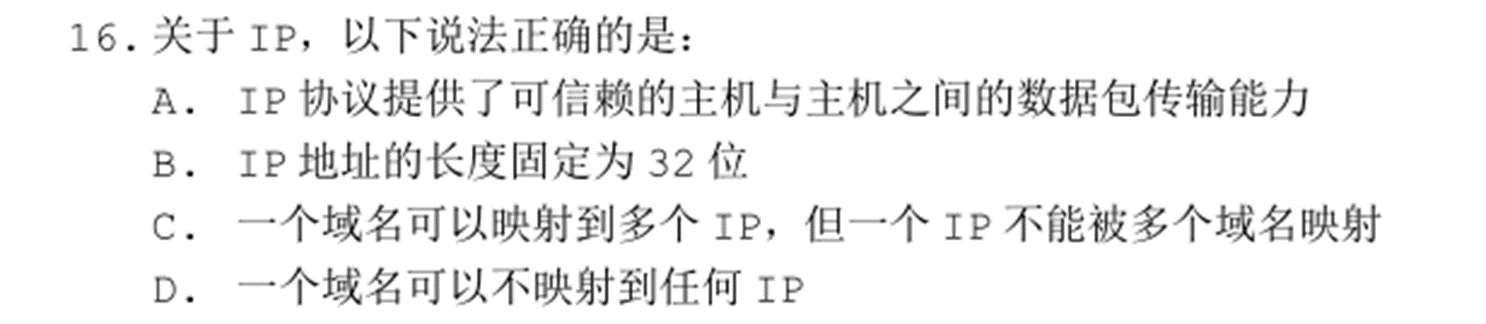 16.关于 IP，以下说法正确的是：
A. IP 协议提供了可信赖的主机与主机之间的数据包传输能力
B. IP 地址的长度固定为 32 位
C. 一个域名可以映射到多个 IP，但一个 IP 不能被多个域名映射
D. 一个域名可以不映射到任何 IP